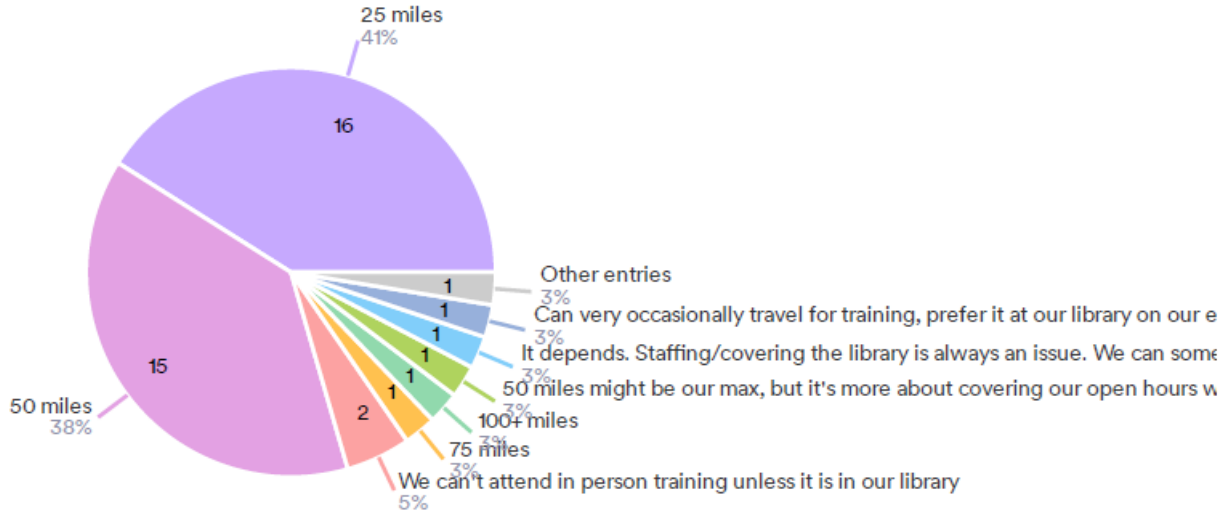 25 miles
41%
16
Other entries
1
3%
Can very occasionally travel for training, prefer it at our library on our e
1
3%
It depends. Staffing/covering the library is always an issue. We can some
1
3%
50 miles might be our max, but it's more about covering our open hours w
1
3%
100+ miles
1
3%
75 miles
1
3%
We can't attend in person training unless it is in our library
2
5%
15
50 miles
38%